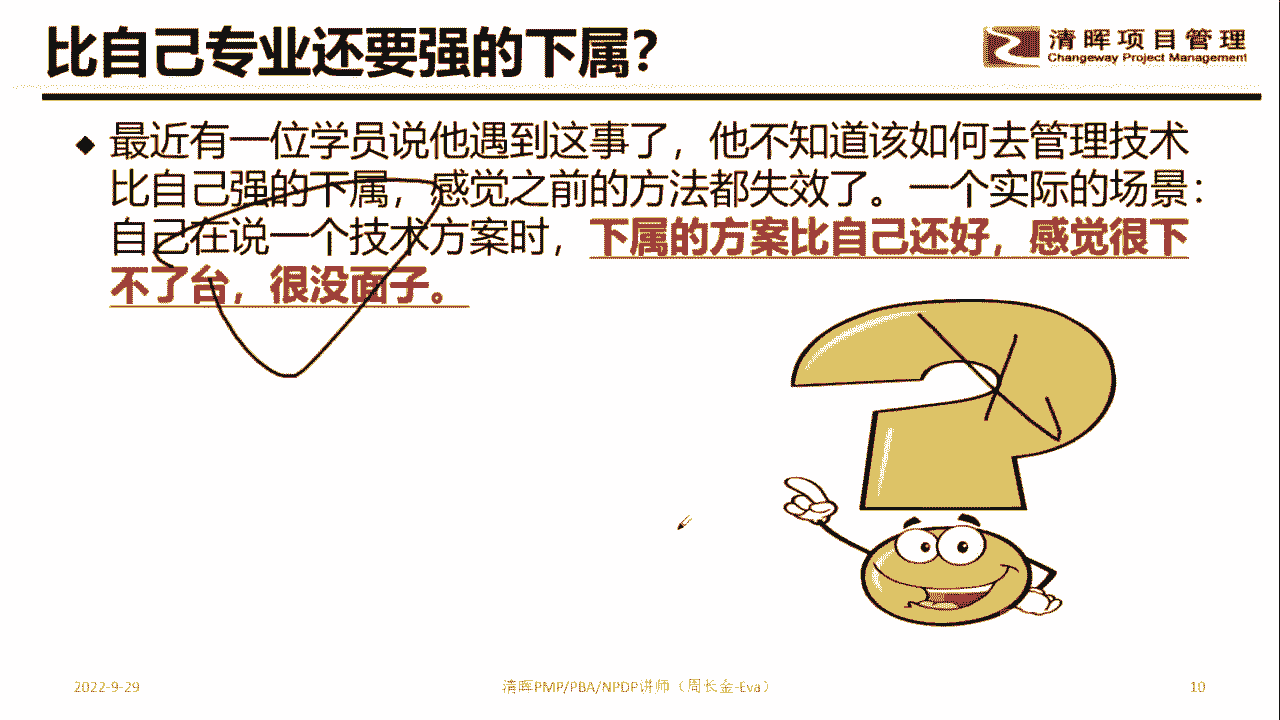 比自己专业还要强的下属？
清晖项目管理
Changeway Project Management
最近有一位学员说他遇到这事了，他不知道该如何去管理技术
比自己强的下属，感觉之前的方法都失效了。一个实际的场景：
自己在说一个技术方案时，下属的方案比自己还好，感觉很下
不了台，很没面子。
2022-9-29
清晖PMP/PBA/NPDP讲师（周长金-Eva）
10